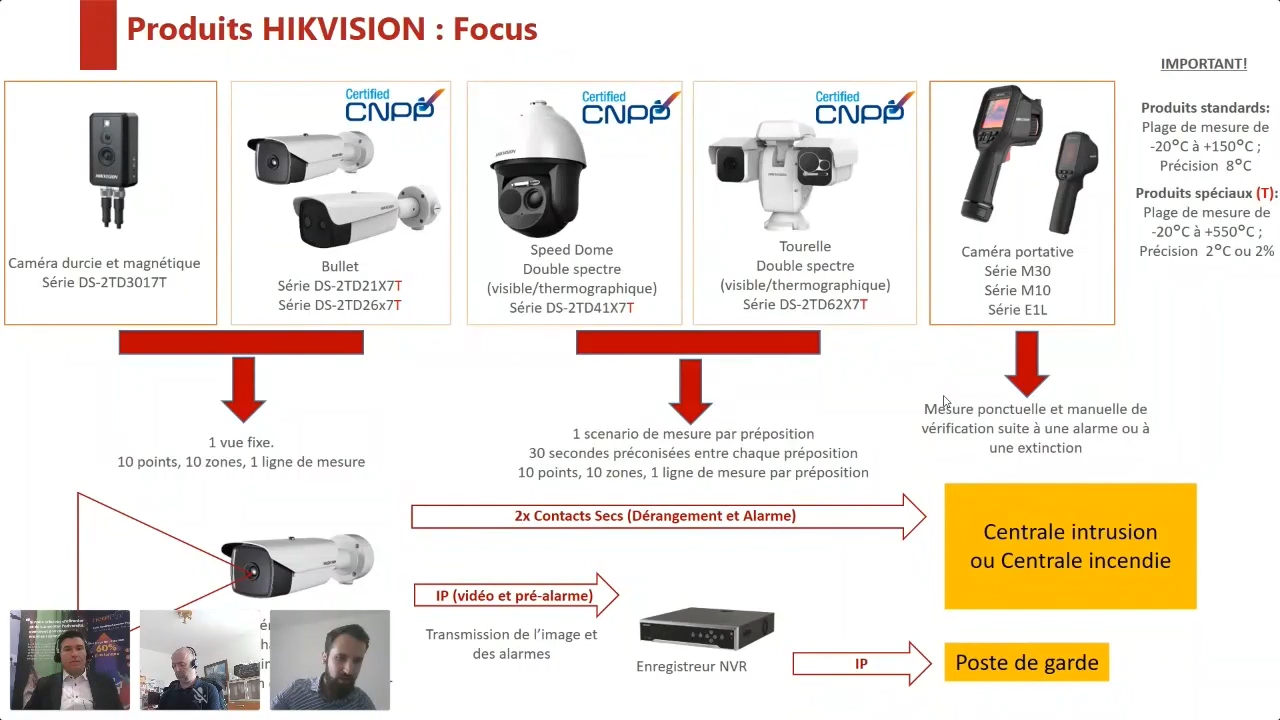 Produits HIKVISION : Focus
IMPORTANT!
Produits standards:
Plage de mesure de
-20°C à +150°C ;
Précision 8°C
Produits spéciaux (T):
Plage de mesure de
-20°C à +550°C ;
Précision 2°C ou 2%
Caméra durcie et magnétique
Série DS-2TD3017T
Certified
CNPP
Bullet
Série DS-2TD21X7T
Série DS-2TD26x7T
Certified
CNPP
Speed Dome
Double spectre
(visible/thermographique)
Série DS-2TD41X7T
Certified
CNPP
Tourelle
Double spectre
(visible/thermographique)
Série DS-2TD62X7T
Caméra portative
Série M30
Série M10
Série E1L
1 vue fixe.
10 points, 10 zones, 1 ligne de mesure
1 scenario de mesure par préposition
30 secondes préconisées entre chaque préposition
10 points, 10 zones, 1 ligne de mesure par préposition
Mesure ponctuelle et manuelle de
vérification suite à une alarme ou à
une extinction
2x Contacts Secs (Dérangement et Alarme)
Centrale intrusion
ou Centrale incendie
IP (vidéo et pré-alarme)
Transmission de l'image et
des alarmes
Enregistreur NVR
IP
Poste de garde
60%